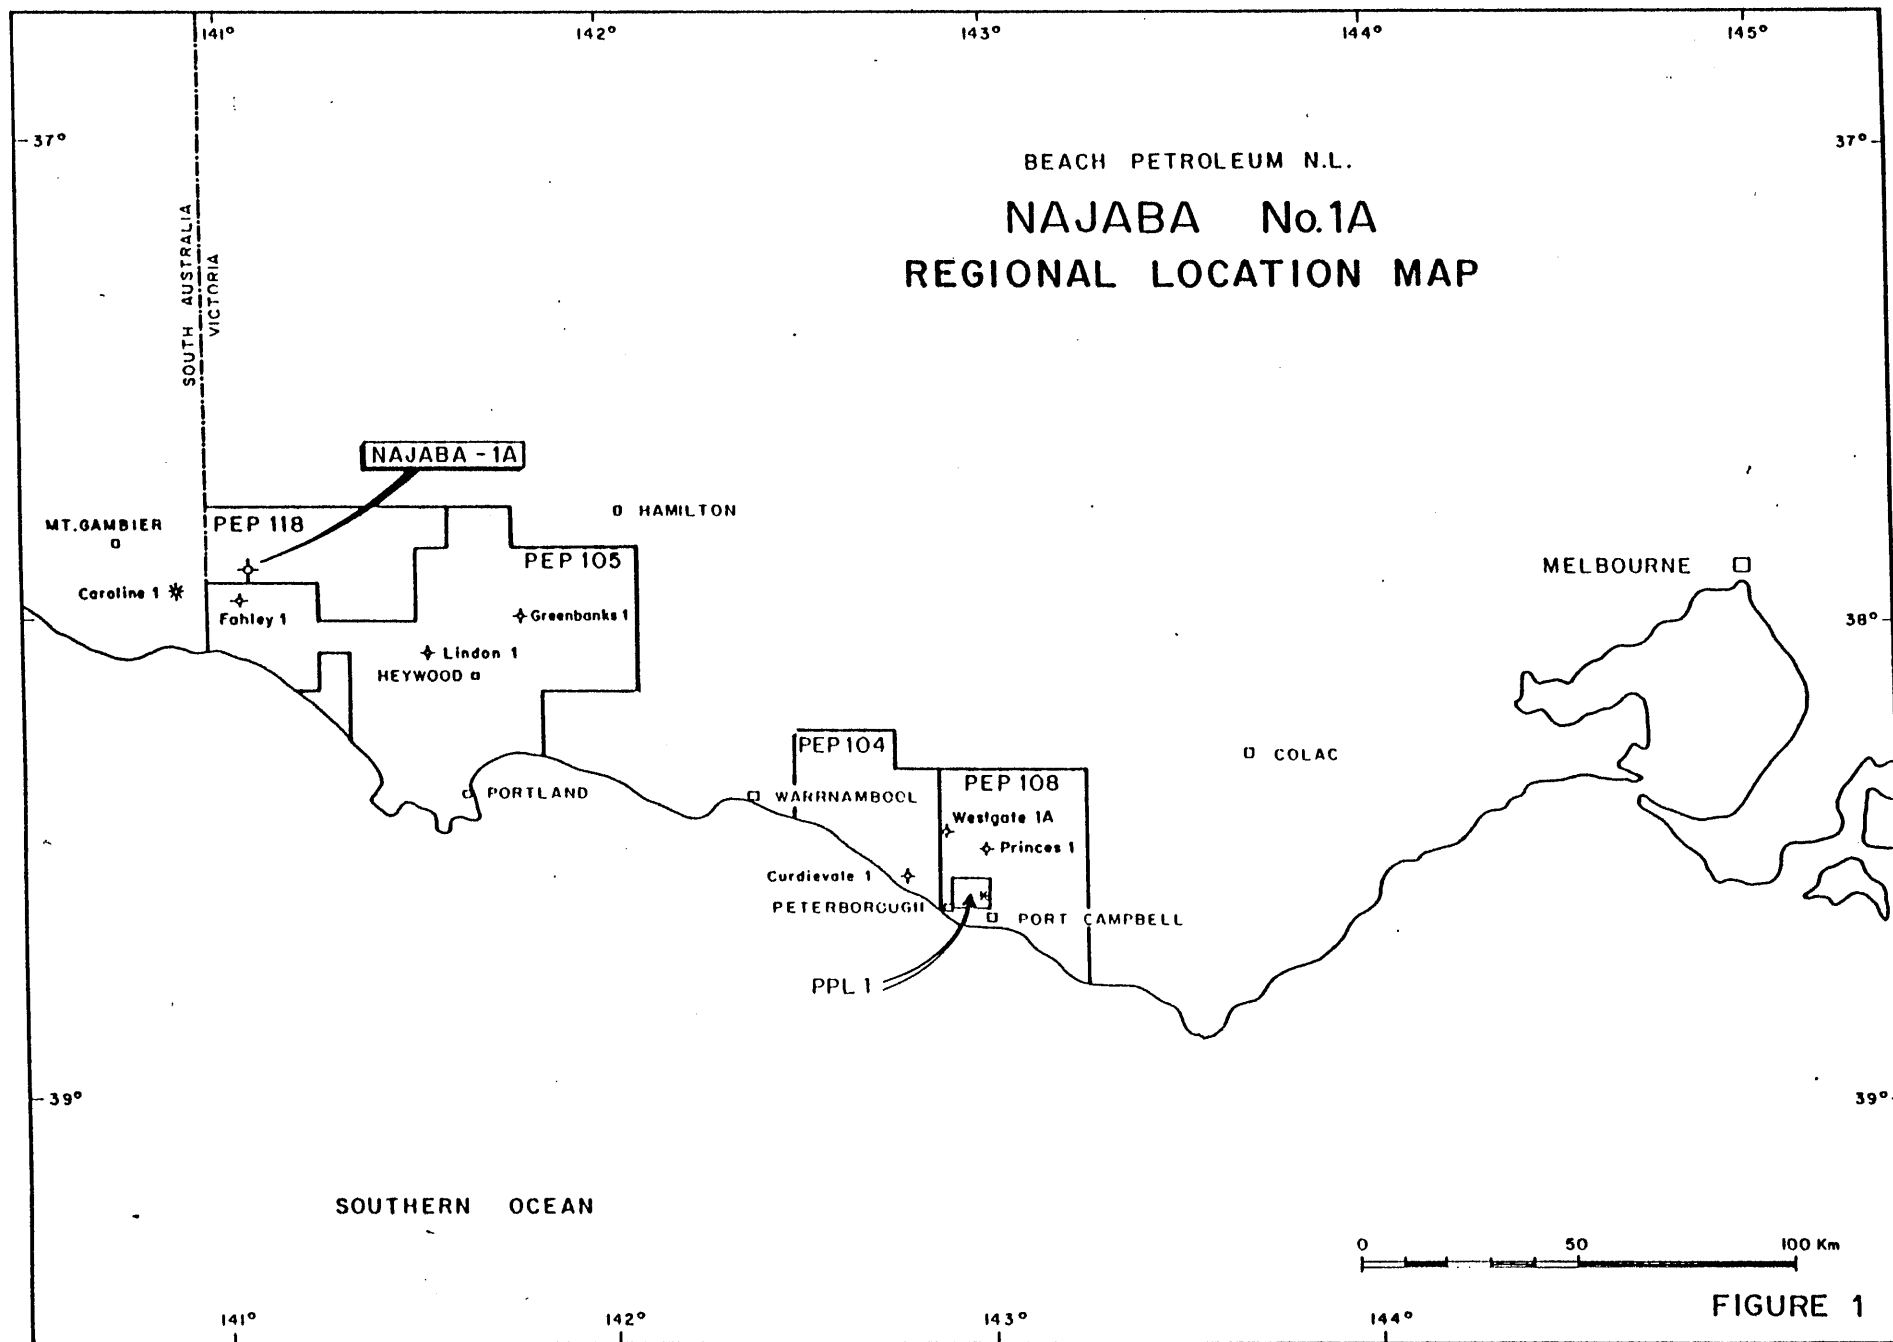 141°
142°
143°
144°
145°
37°
37°
BEACH PETROLEUM N.L.
NAJABA No.1A
REGIONAL LOCATION MAP
SOUTH AUSTRALIA
VICTORIA
NAJABA - 1A
HAMILTON
MT. GAMBIER
PEP 118
PEP 105
MELBOURNE
Caroline 1
Fahley 1
Greenbanks 1
38°
Lindon 1
HEYWOOD
PEP 104
COLAC
PEP 108
PORTLAND
WARRNAMBOOL
Westgate 1A
Princes 1
Curdievale 1
PETERBOROUGH
PORT CAMPBELL
PPL 1
39°
39°
SOUTHERN OCEAN
0 50 100 Km
FIGURE 1
141°
142°
143°
144°